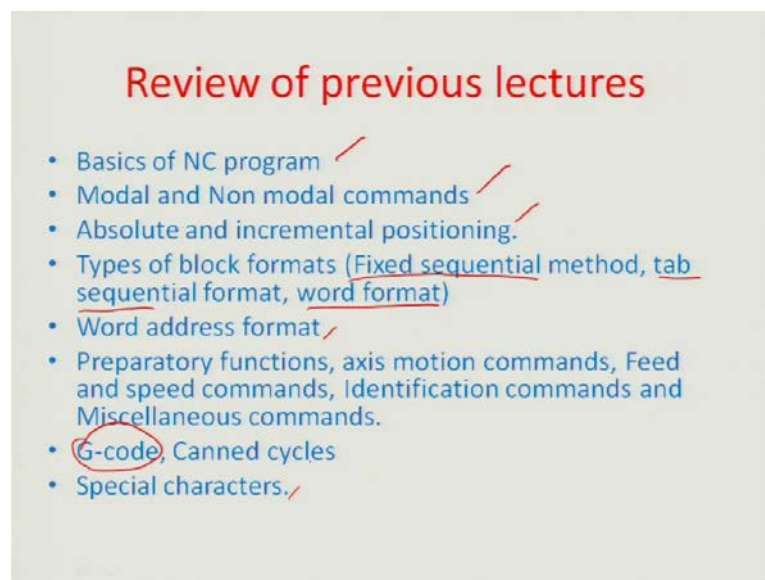 Review of previous lectures
• Basics of NC program
• Modal and Non modal commands
• Absolute and incremental positioning.
• Types of block formats (Fixed sequential method, tab
sequential format, word format)
• Word address format
• Preparatory functions, axis motion commands, Feed
and speed commands, Identification commands and
Miscellaneous commands.
• G-code, Canned cycles
• Special characters.